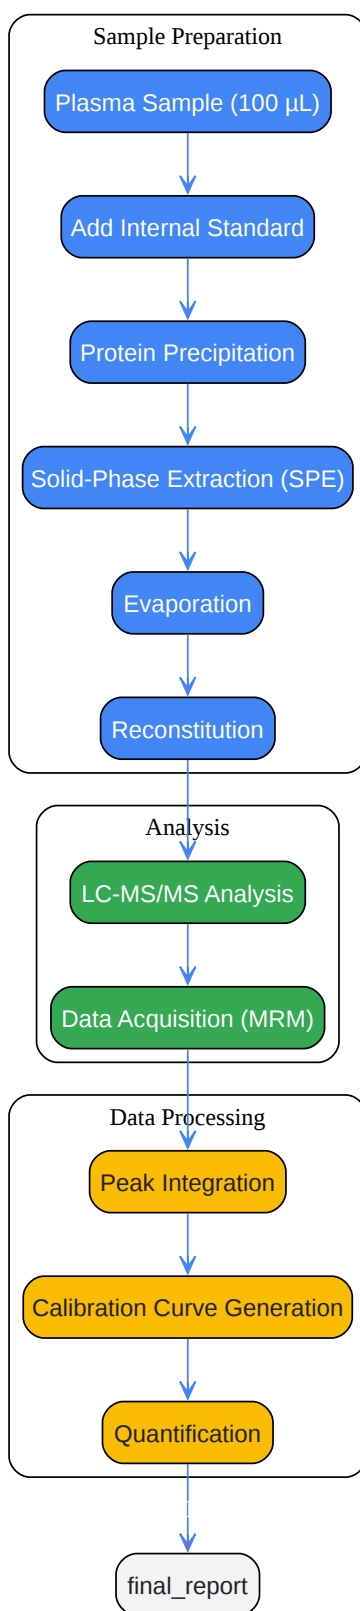 Sample Preparation
Plasma Sample (100 µL)
Add Internal Standard
Protein Precipitation
Solid-Phase Extraction (SPE)
Evaporation
Reconstitution
Analysis
LC-MS/MS Analysis
Data Acquisition (MRM)
Data Processing
Peak Integration
Calibration Curve Generation
Quantification
final_report